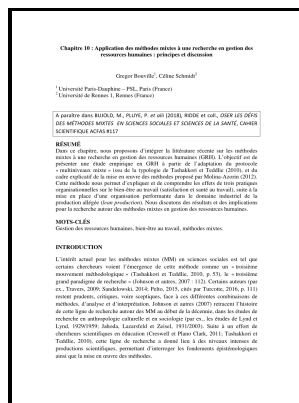 Chapitre 10 : Application des méthodes mixtes à une recherche en gestion des
ressources humaines : principes et discussion
Gregor Bouville¹, Céline Schmidt²
¹ Université Paris-Dauphine – PSL, Paris (France)
² Université de Rennes 1, Rennes (France)
A paraître dans BUJOLD, M., PLUYE, P. et alii (2018), RIDDE et coll., OSER LES DÉFIS
DES MÉTHODES MIXTES EN SCIENCES SOCIALES ET SCIENCES DE LA SANTÉ, CAHIER
SCIENTIFIQUE ACFAS #117
RÉSUMÉ
Dans ce chapitre, nous proposons d'intégrer la littérature récente sur les méthodes
mixtes à une recherche en gestion des ressources humaines (GRH). L'objectif est de
présenter une étude empirique en GRH à partir de l'adaptation du protocole
« multiniveaux mixte » (issu de la typologie de Tashakkori et Teddlie, 2010), et du
cadre explicatif de la mise en œuvre des méthodes proposé par Molina-Azorin (2012).
Cette méthode nous permet d'expliquer et de comprendre les effets de trois pratiques
organisationnelles sur le bien-être au travail (satisfaction et santé au travail), suite à la
mise en place d'une organisation performante dans le domaine industriel de la
production allégée (lean production). Nous discutons des résultats et des implications
pour la recherche autour des méthodes mixtes en gestion des ressources humaines.
MOTS-CLÉS
Gestion des ressources humaines, bien-être au travail, méthodes mixtes.
INTRODUCTION
L'intérêt actuel pour les méthodes mixtes (MM) en sciences sociales est tel que
certains chercheurs voient l'émergence de cette méthode comme un « troisième
mouvement méthodologique » (Tashakkori et Teddlie, 2010, p. 53), le « troisième
grand paradigme de recherche » (Johnson et autres, 2007 : 112). Certains auteurs (par
ex., Travers, 2009; Sandelowski, 2014; Pehn, 2015, cités par Turcotte, 2016, p. 111)
restent prudents, critiques, voire sceptiques, face à ces différentes combinaisons de
méthodes, d'analyse et d'interprétation. Johnson et autres (2007) retracent l'histoire
de cette ligne de recherche autour des MM au début de la décennie, dans les études de
recherche en anthropologie culturelle et en sociologie (par ex., les études de Lynd et
Lynd, 1929/1959; Jahoda, Lazarsfeld et Zeisel, 1931/2003). Suite à un effort de
chercheurs scientifiques en éducation (Creswell et Plano Clark, 2011; Tashakkori et
Teddlie, 2010), cette ligne de recherche a donné lieu à des niveaux intenses de
productions scientifiques, permettant d'interroger les fondements épistémologiques
ainsi que la mise en œuvre des méthodes.